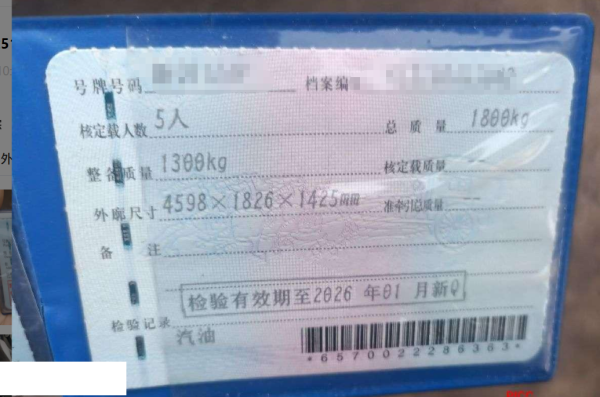 号牌号码 档案编
核定载人数 5人 总质量 1800kg
整备质量 1300kg 核定载质量 --
外廓尺寸 4598×1826×1425mm 准牵引总质量 --
备注
检验有效期至2026年01月新Q
检验记录
汽油
*6570022286383*